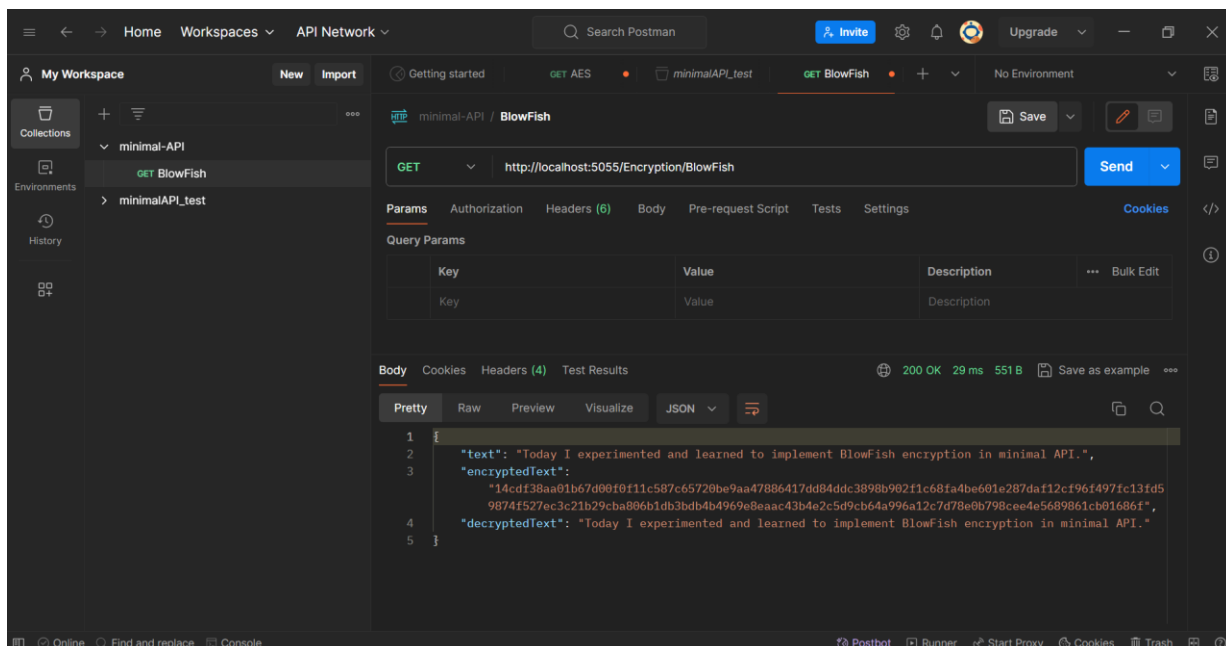 Home Workspaces API Network Search Postman Invite Upgrade
My Workspace New Import Getting started GET AES minimalAPI_test GET BlowFish No Environment
Collections
HTTP minimal-API / BlowFish Save
minimal-API
GET BlowFish
minimalAPI_test
Environments
History
GET http://localhost:5055/Encryption/BlowFish Send
Params Authorization Headers (6) Body Pre-request Script Tests Settings Cookies
Query Params
Key Value Description Bulk Edit
Key Value Description
Body Cookies Headers (4) Test Results 200 OK 29 ms 551 B Save as example
Pretty Raw Preview Visualize JSON
1 {
2 "text": "Today I experimented and learned to implement BlowFish encryption in minimal API.",
3 "encryptedText":
"14cdf38aa01b67d00f0f11c587c65720be9aa47886417dd84ddc3898b902f1c68fa4be601e287daf12cf96f497fc13fd5
9874f527ec3c21b29cba806b1db3bdb4b4969e8eaac43b4e2c5d9cb64a996a12c7d78e0b798cee4e5689861cb01686f",
4 "decryptedText": "Today I experimented and learned to implement BlowFish encryption in minimal API."
5 }
Online Find and replace Console Postbot Runner Start Proxy Cookies Trash